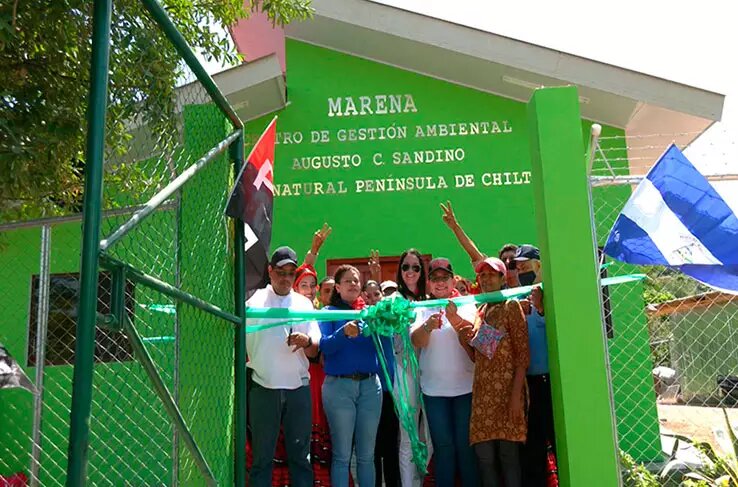 MARENA
TRO DE GESTIÓN AMBIENTAL
AUGUSTO C. SANDINO
NATURAL PENÍNSULA DE CHILT